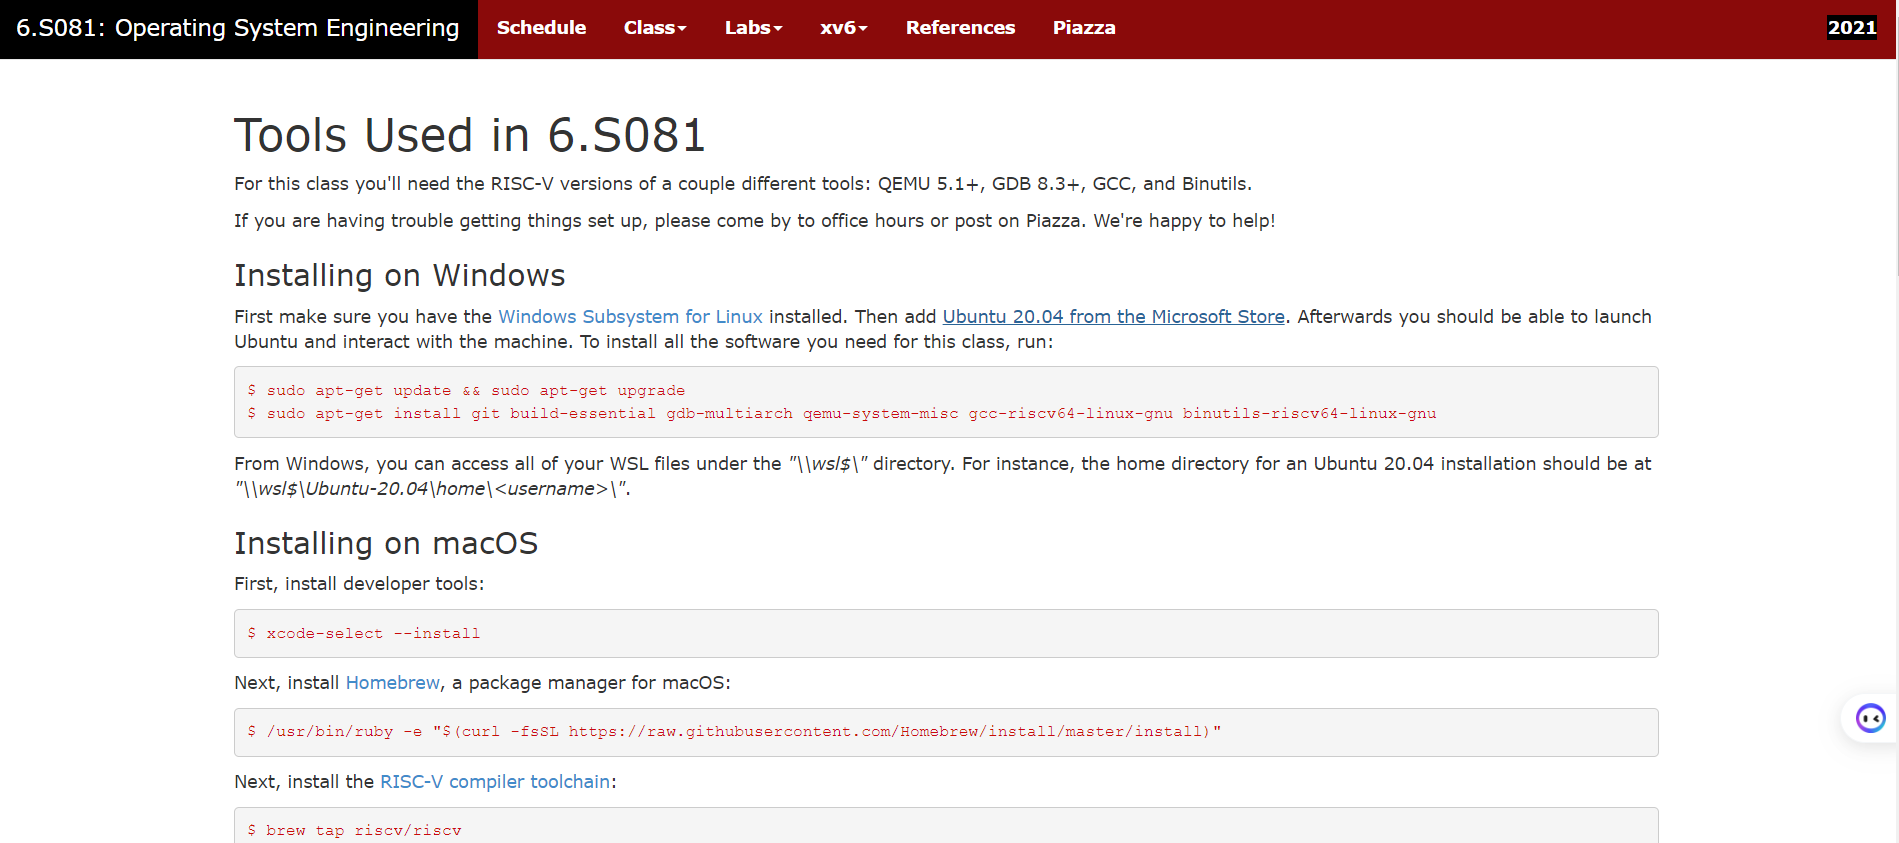 6.S081: Operating System Engineering Schedule Class Labs xv6 References Piazza 2021
Tools Used in 6.S081
For this class you'll need the RISC-V versions of a couple different tools: QEMU 5.1+, GDB 8.3+, GCC, and Binutils.
If you are having trouble getting things set up, please come by to office hours or post on Piazza. We're happy to help!
Installing on Windows
First make sure you have the Windows Subsystem for Linux installed. Then add Ubuntu 20.04 from the Microsoft Store. Afterwards you should be able to launch
Ubuntu and interact with the machine. To install all the software you need for this class, run:
$ sudo apt-get update && sudo apt-get upgrade
$ sudo apt-get install git build-essential gdb-multiarch qemu-system-misc gcc-riscv64-linux-gnu binutils-riscv64-linux-gnu
From Windows, you can access all of your WSL files under the "\\wsl$\" directory. For instance, the home directory for an Ubuntu 20.04 installation should be at
"\\wsl$\Ubuntu-20.04\home\<username>\".
Installing on macOS
First, install developer tools:
$ xcode-select --install
Next, install Homebrew, a package manager for macOS:
$ /usr/bin/ruby -e "$(curl -fsSL https://raw.githubusercontent.com/Homebrew/install/master/install)"
Next, install the RISC-V compiler toolchain:
$ brew tap riscv/riscv